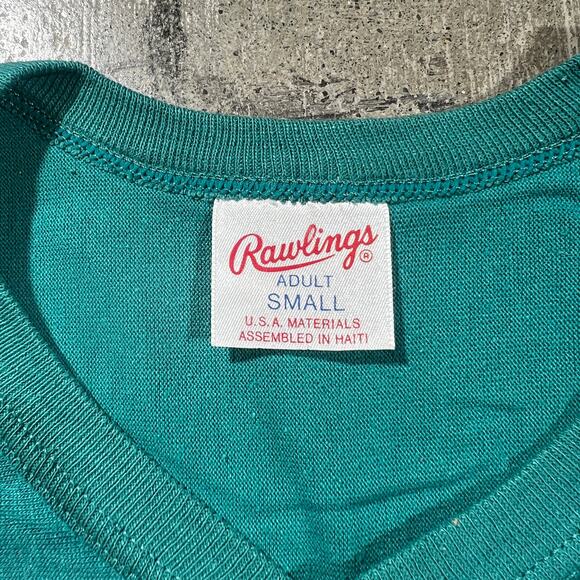 Rawlings®
ADULT
SMALL
U.S.A. MATERIALS
ASSEMBLED IN HAITI